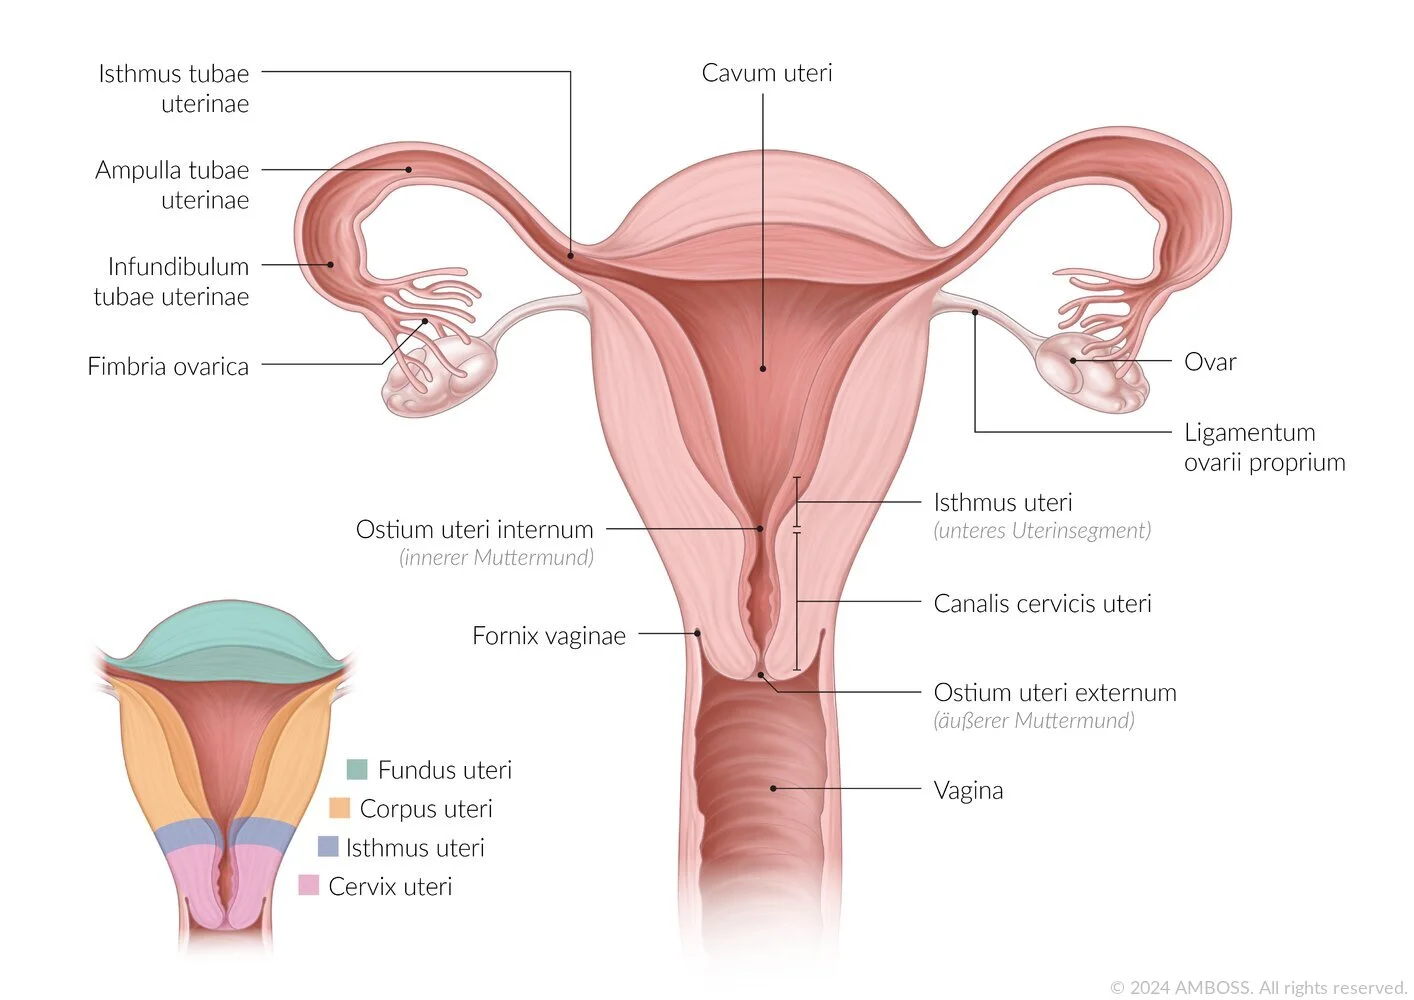 Isthmus tubae
uterinae
Cavum uteri
Ampulla tubae
uterinae
Infundibulum
tubae uterinae
Fimbria ovarica
Ovar
Ligamentum
ovarii proprium
Isthmus uteri
(unteres Uterinsegment)
Ostium uteri internum
(innerer Muttermund)
Canalis cervicis uteri
Fornix vaginae
Ostium uteri externum
(äußerer Muttermund)
Vagina
Fundus uteri
Corpus uteri
Isthmus uteri
Cervix uteri
© 2024 AMBOSS. All rights reserved.